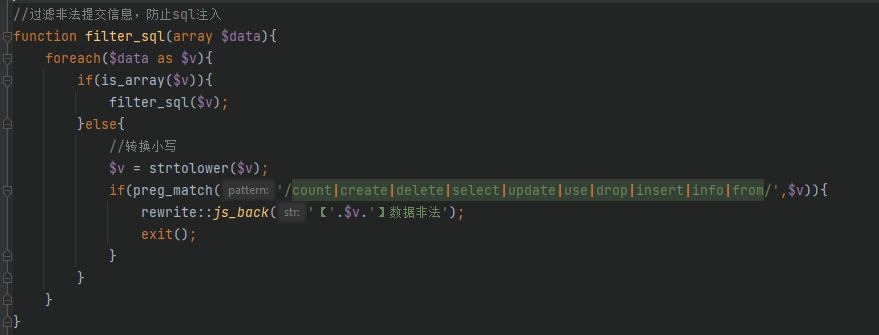 //过滤非法提交信息，防止sql注入
function filter_sql(array $data){
    foreach($data as $v){
        if(is_array($v)){
            filter_sql($v);
        }else{
            //转换小写
            $v = strtolower($v);
            if(preg_match( pattern: '/count|create|delete|select|update|use|drop|insert|info|from/',$v)){
                rewrite::js_back( str: '【'.$v.'】数据非法');
                exit();
            }
        }
    }
}